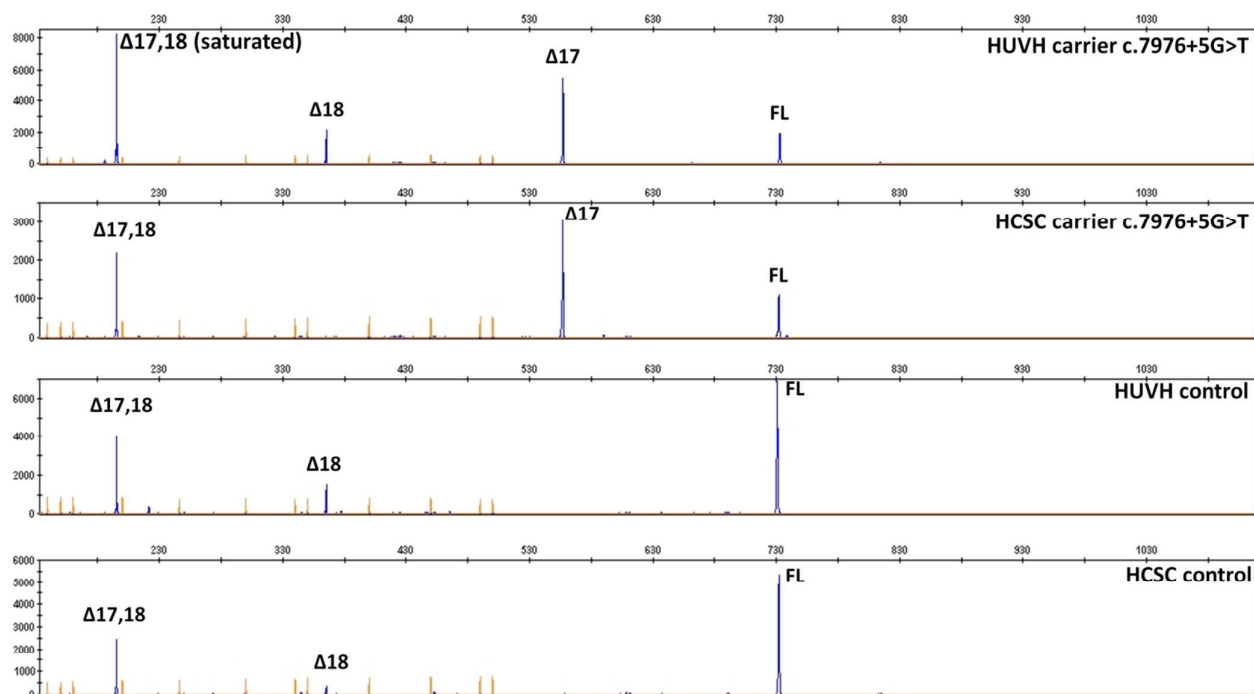 230 330 430 530 630 730 830 930 1030
8000 Δ17,18 (saturated) HUVH carrier c.7976+5G>T
6000 Δ17
4000 Δ18 FL
2000
0
230 330 430 530 630 730 830 930 1030
3000 Δ17 HCSC carrier c.7976+5G>T
Δ17,18
2000 FL
1000
0
230 330 430 530 630 730 830 930 1030
6000 Δ17,18 FL HUVH control
4000 Δ18
2000
0
230 330 430 530 630 730 830 930 1030
6000 FL HCSC control
5000
4000 Δ17,18
3000
2000 Δ18
1000
0